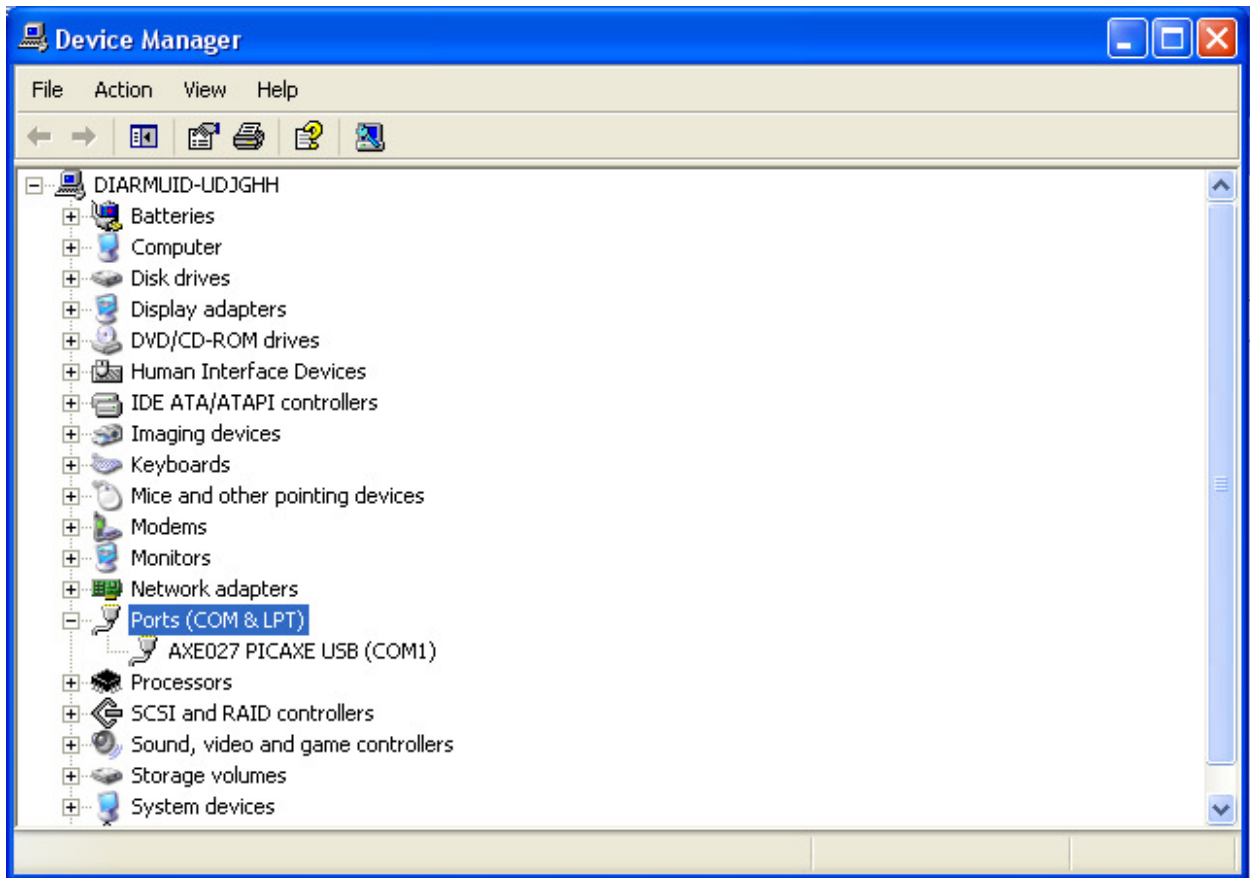 Device Manager
File Action View Help
DIARMUID-UDJGHH
Batteries
Computer
Disk drives
Display adapters
DVD/CD-ROM drives
Human Interface Devices
IDE ATA/ATAPI controllers
Imaging devices
Keyboards
Mice and other pointing devices
Modems
Monitors
Network adapters
Ports (COM & LPT)
AXE027 PICAXE USB (COM1)
Processors
SCSI and RAID controllers
Sound, video and game controllers
Storage volumes
System devices